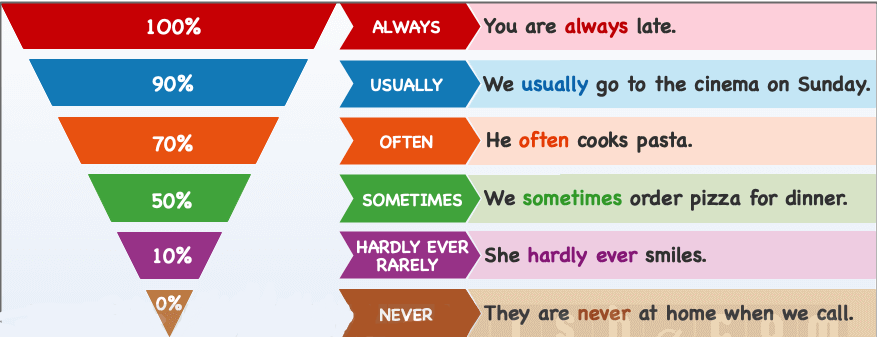 100% ALWAYS You are always late.
90% USUALLY We usually go to the cinema on Sunday.
70% OFTEN He often cooks pasta.
50% SOMETIMES We sometimes order pizza for dinner.
10% HARDLY EVER
RARELY She hardly ever smiles.
0% NEVER They are never at home when we call.